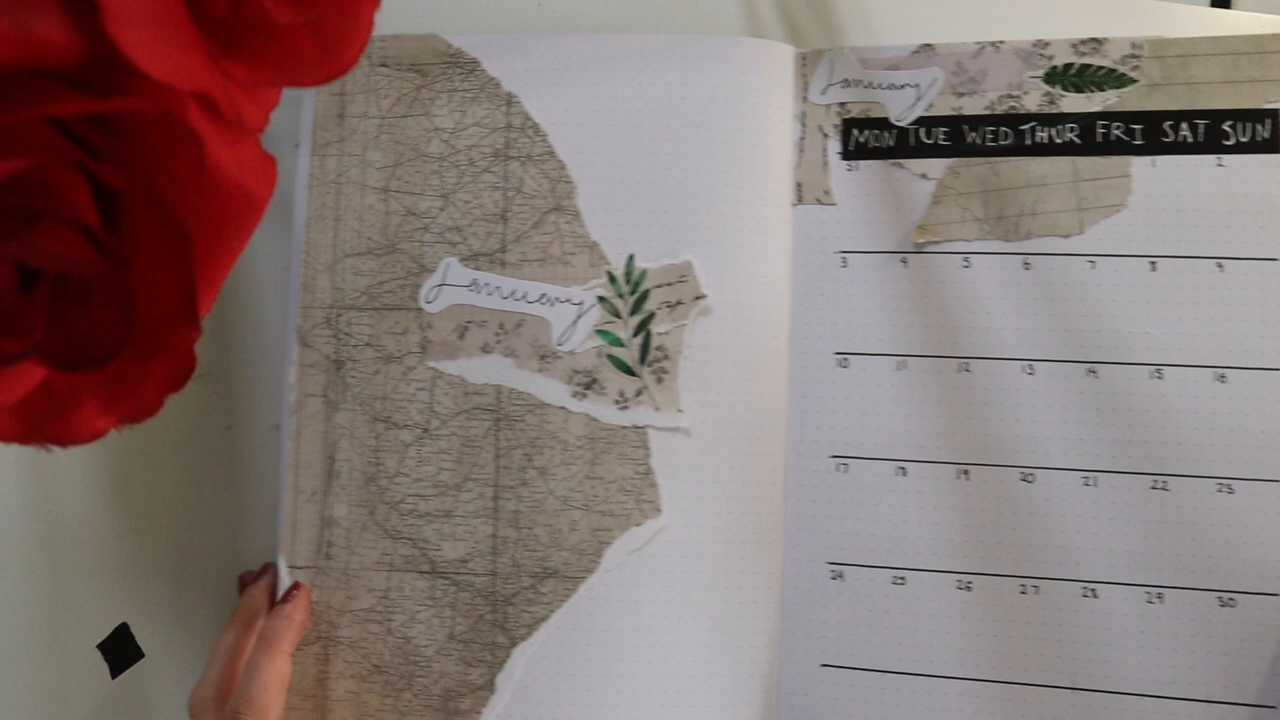 January
January
MON TUE WED THUR FRI SAT SUN
31 1 2
3 4 5 6 7 8 9
10 11 12 13 14 15 16
17 18 19 20 21 22 23
24 25 26 27 28 29 30